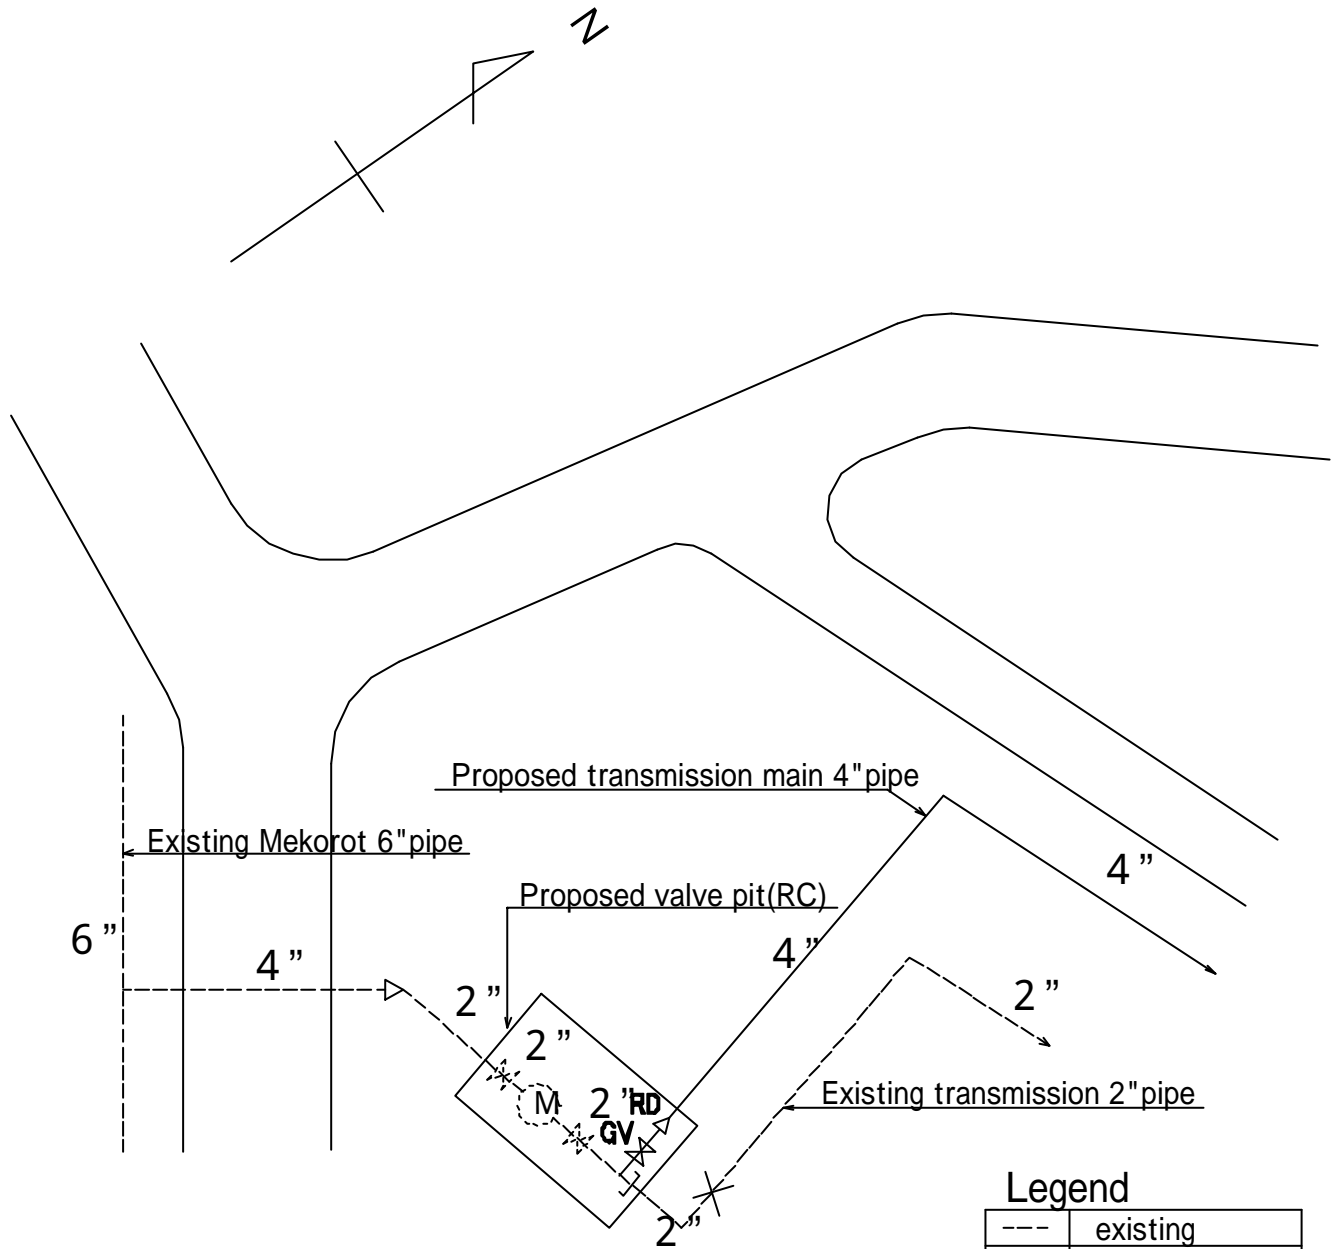 N
Proposed transmission main 4"pipe
Existing Mekorot 6"pipe
4 ”
Proposed valve pit(RC)
6 ”
4 ”
4 ”
2 ”
2 ”
2 ”
M
2 ”
RD
GV
Existing transmission 2"pipe
2 ”
Legend
existing